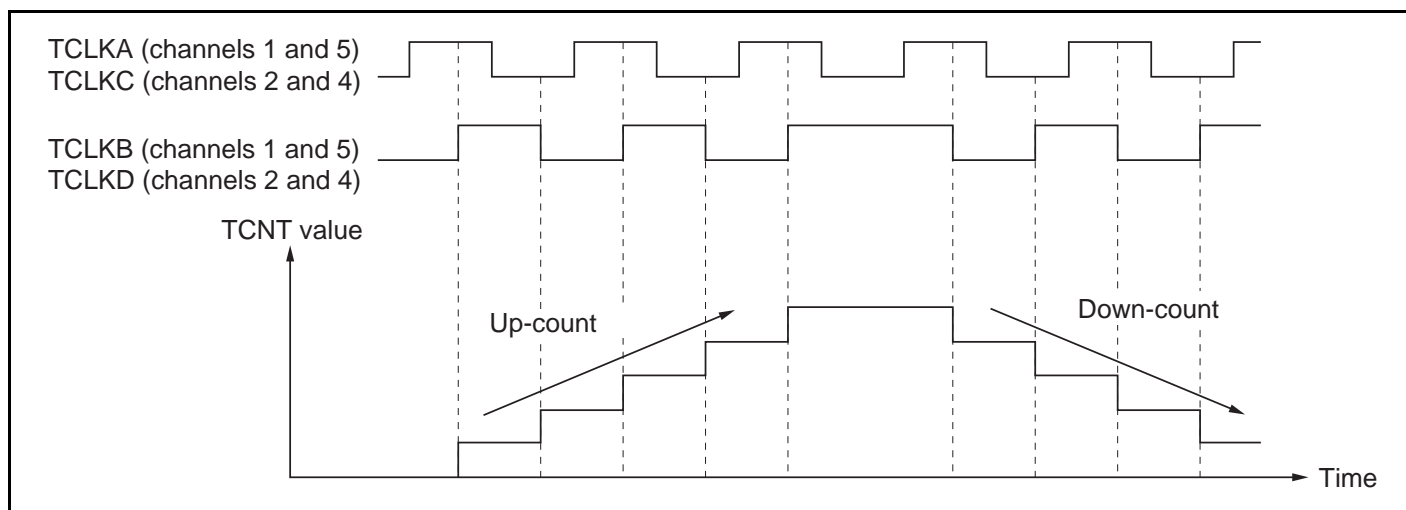 TCLKA (channels 1 and 5)
TCLKC (channels 2 and 4)
TCLKB (channels 1 and 5)
TCLKD (channels 2 and 4)
TCNT value
Up-count
Down-count
Time